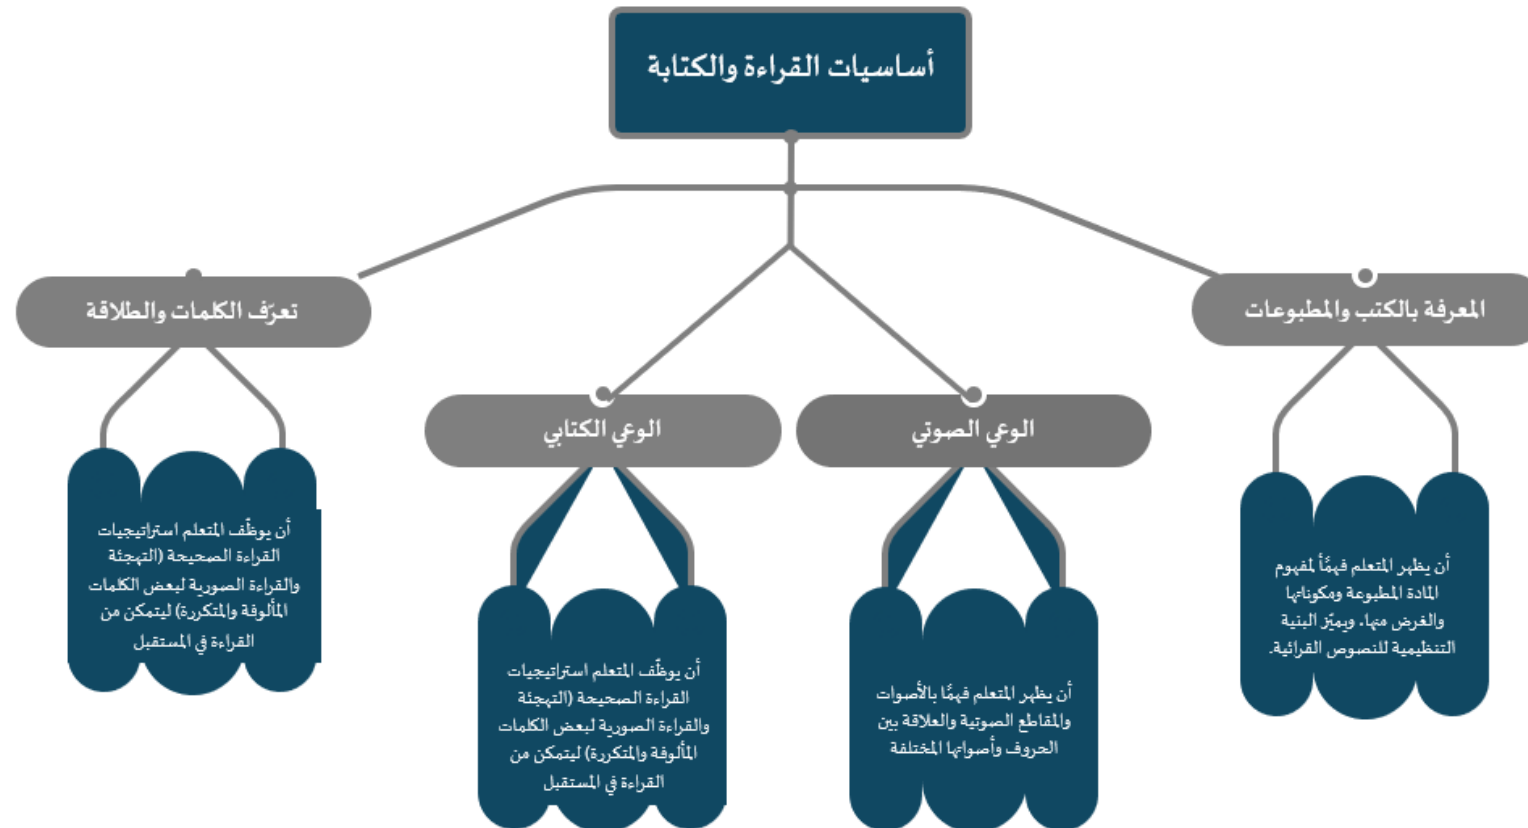 أساسيات القراءة والكتابة
المعرفة بالكتب والمطبوعات
أن يظهر المتعلم فهمًا لمفهوم
المادة المطبوعة ومكوناتها
والغرض منها. ويميّز البنية
التنظيمية للنصوص القرائية.
الوعي الصوتي
أن يظهر المتعلم فهمًا بالأصوات
والمقاطع الصوتية والعلاقة بين
الحروف وأصواتها المختلفة
الوعي الكتابي
أن يوظّف المتعلم استراتيجيات
القراءة الصحيحة (التهجئة
والقراءة الصورية لبعض الكلمات
المألوفة والمتكررة) ليتمكن من
القراءة في المستقبل
تعرّف الكلمات والطلاقة
أن يوظّف المتعلم استراتيجيات
القراءة الصحيحة (التهجئة
والقراءة الصورية لبعض الكلمات
المألوفة والمتكررة) ليتمكن من
القراءة في المستقبل